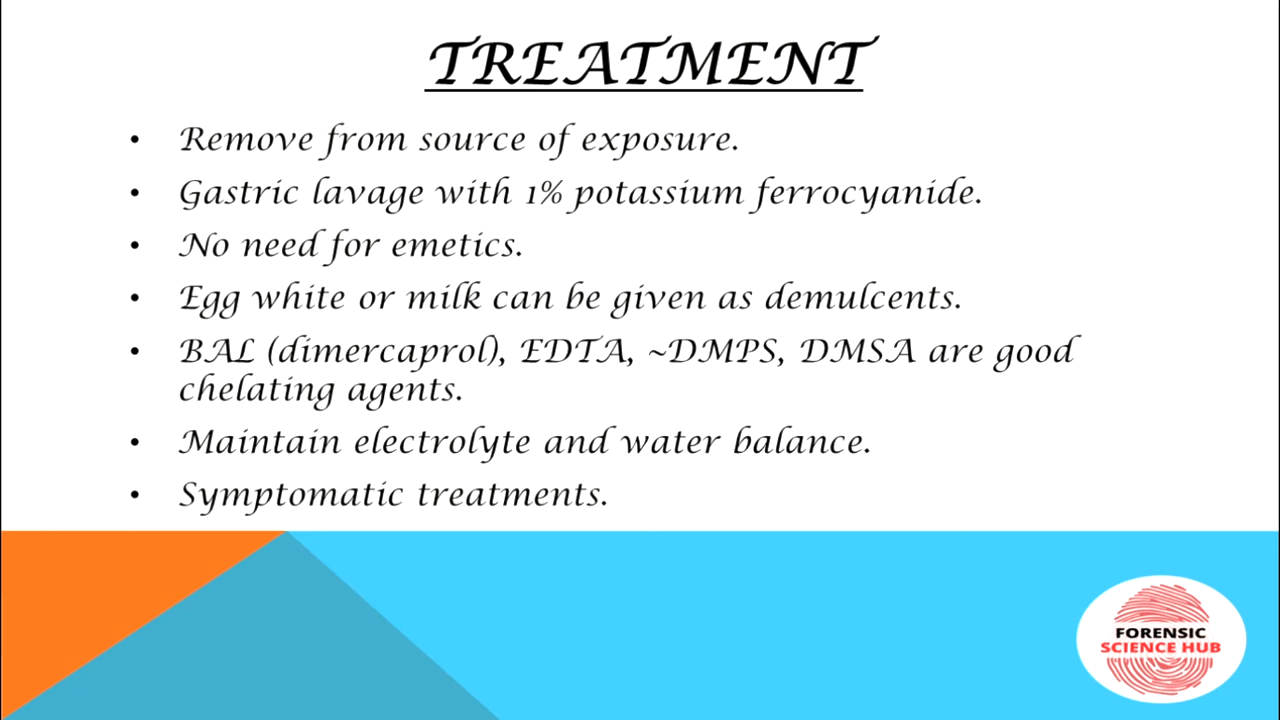 TREATMENT
• Remove from source of exposure.
• Gastric lavage with 1% potassium ferrocyanide.
• No need for emetics.
• Egg white or milk can be given as demulcents.
• BAL (dimercaprol), EDTA, ~DMPS, DMSA are good
chelating agents.
• Maintain electrolyte and water balance.
• Symptomatic treatments.
FORENSIC
SCIENCE HUB